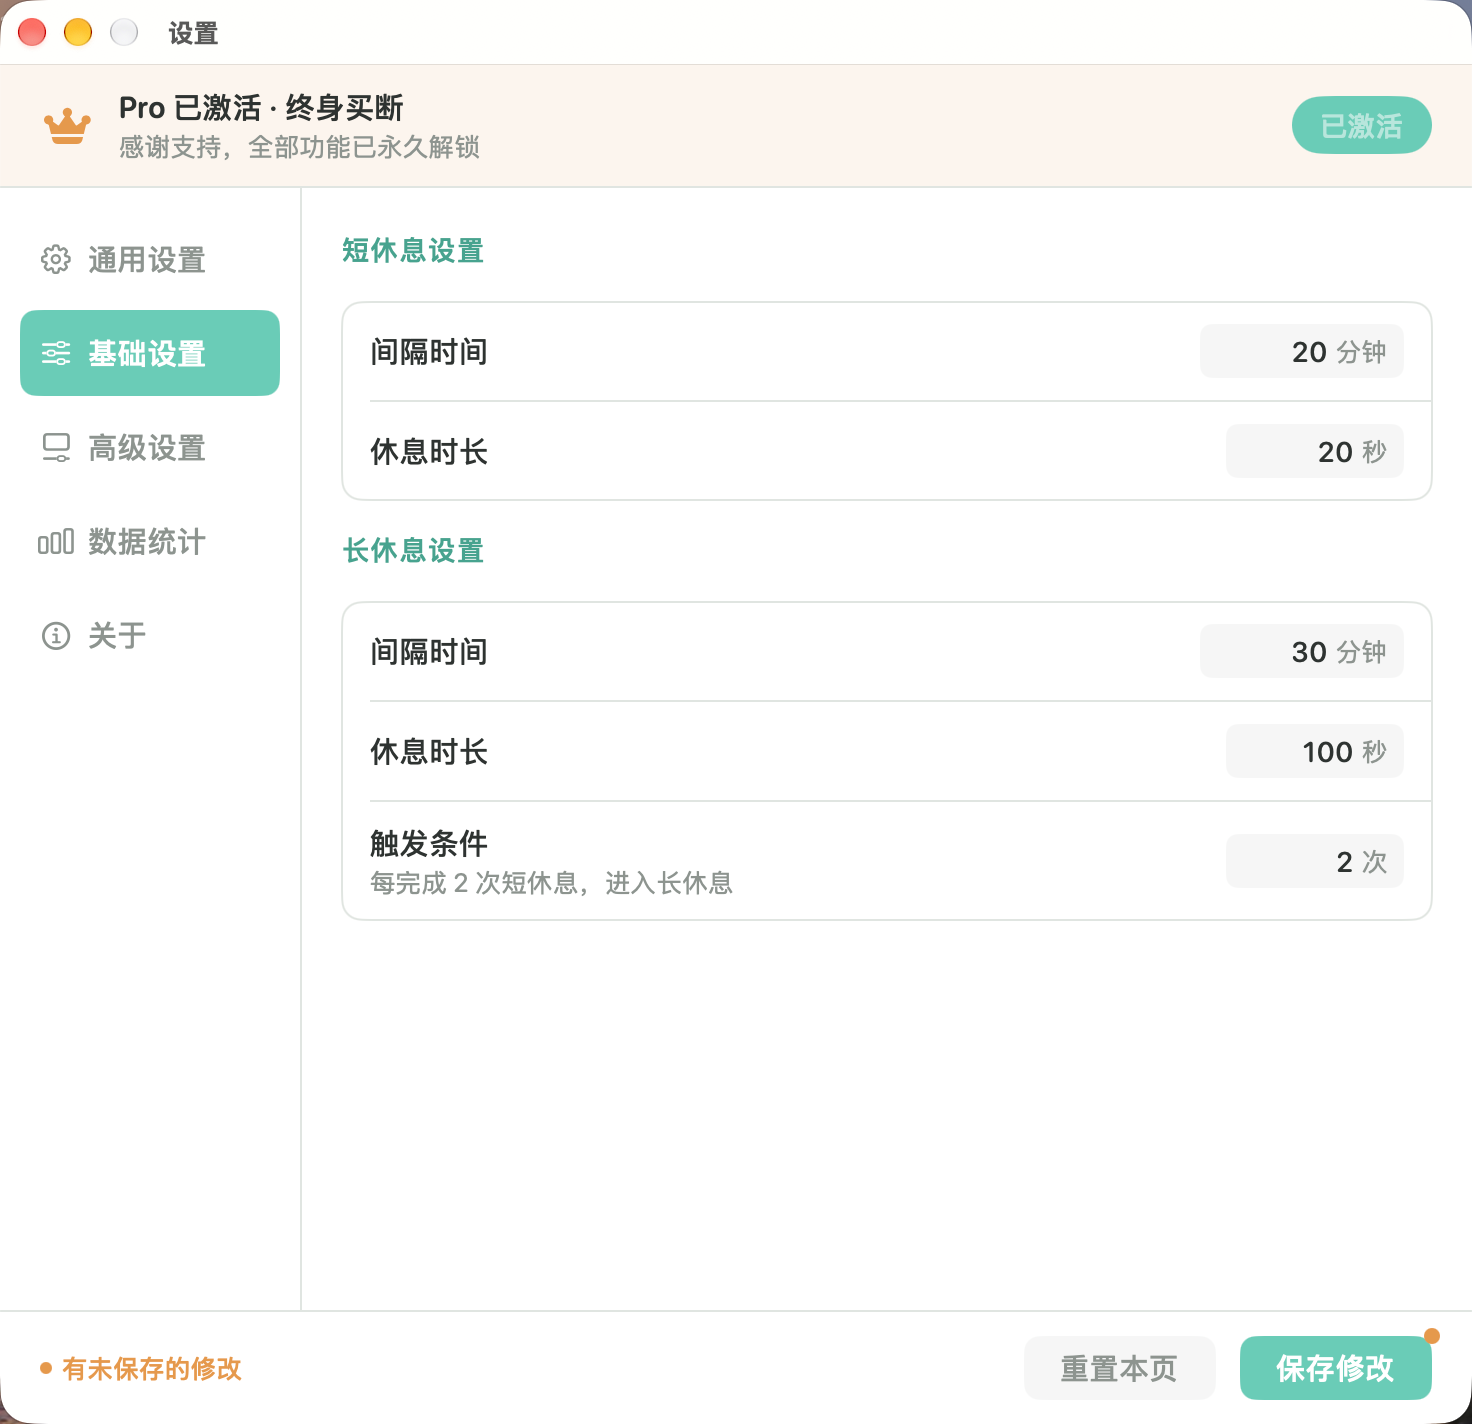 设置
Pro 已激活 · 终身买断
感谢支持，全部功能已永久解锁
已激活
通用设置
基础设置
高级设置
数据统计
关于
短休息设置
间隔时间
20 分钟
休息时长
20 秒
长休息设置
间隔时间
30 分钟
休息时长
100 秒
触发条件
每完成 2 次短休息，进入长休息
2 次
有未保存的修改
重置本页
保存修改